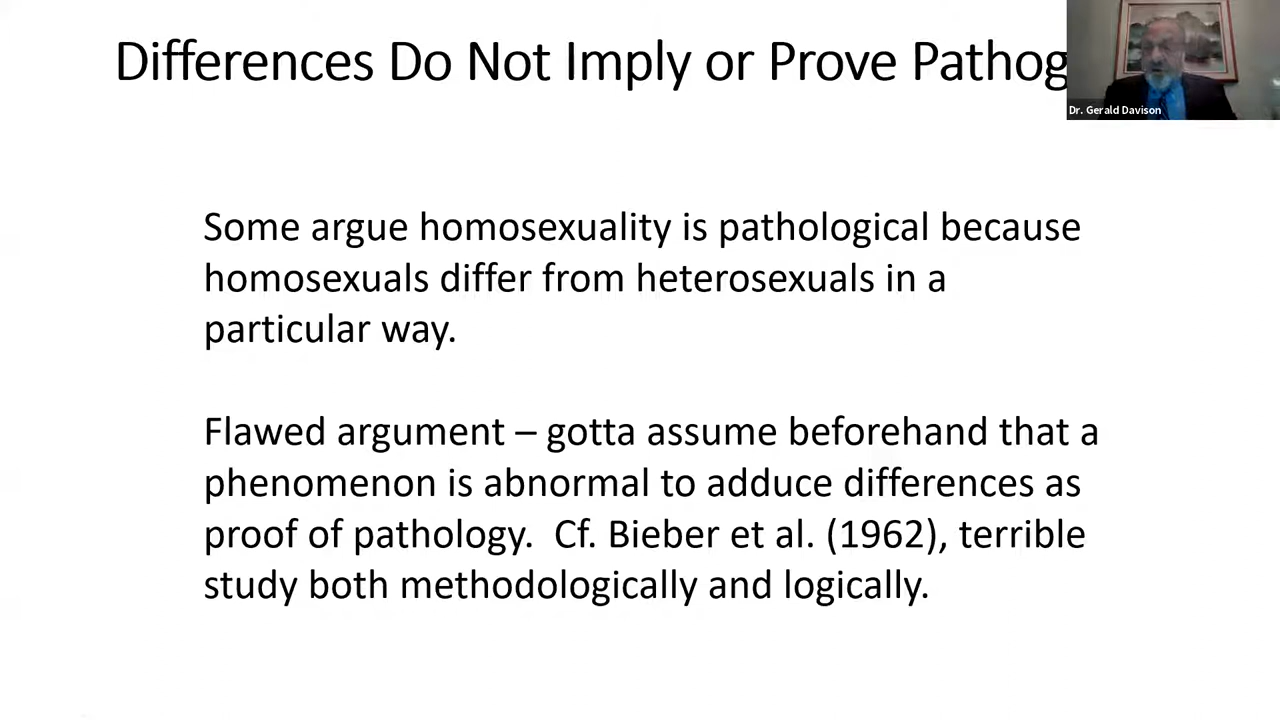 Differences Do Not Imply or Prove
Dr. Gerald Davison
Some argue homosexuality is pathological because
homosexuals differ from heterosexuals in a
particular way.
Flawed argument – gotta assume beforehand that a
phenomenon is abnormal to adduce differences as
proof of pathology.  Cf. Bieber et al. (1962), terrible
study both methodologically and logically.